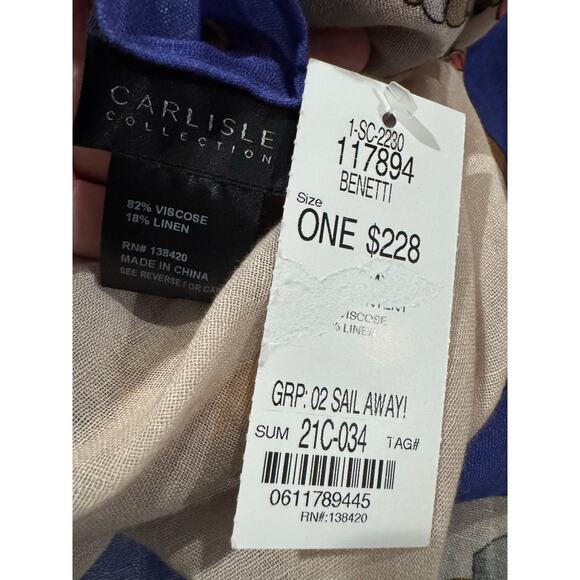 CARLISLE
COLLECTION
82% VISCOSE
18% LINEN
RN# 138420
MADE IN CHINA
SEE REVERSE FOR
1-SC-2230
117894
BENETTI
Size
ONE $228
VISCOSE
% LINEN
GRP: 02 SAIL AWAY!
SUM 21C-034 TAG#
0611789445
RN#:138420